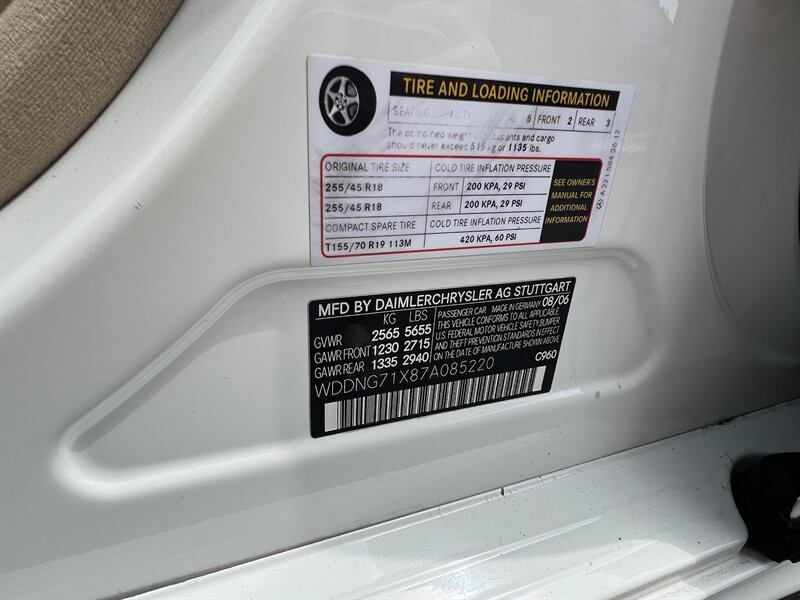 TIRE AND LOADING INFORMATION
SEATING CAPACITY 5 FRONT 2 REAR 3
The combined weight of occupants and cargo
should never exceed 515 kg or 1135 lbs.
ORIGINAL TIRE SIZE COLD TIRE INFLATION PRESSURE
255/45 R18 FRONT 200 KPA, 29 PSI
255/45 R18 REAR 200 KPA, 29 PSI
COMPACT SPARE TIRE COLD TIRE INFLATION PRESSURE
T155/70 R19 113M 420 KPA, 60 PSI
SEE OWNER'S
MANUAL FOR
ADDITIONAL
INFORMATION
A 221 584 36 12
MFD BY DAIMLERCHRYSLER AG STUTTGART
KG LBS
GVWR 2565 5655
GAWR FRONT 1230 2715
GAWR REAR 1335 2940
PASSENGER CAR MADE IN GERMANY 08/06
THIS VEHICLE CONFORMS TO ALL APPLICABLE
U.S. FEDERAL MOTOR VEHICLE SAFETY, BUMPER
AND THEFT PREVENTION STANDARDS IN EFFECT
ON THE DATE OF MANUFACTURE SHOWN ABOVE
C960
WDDNG71X87A085220